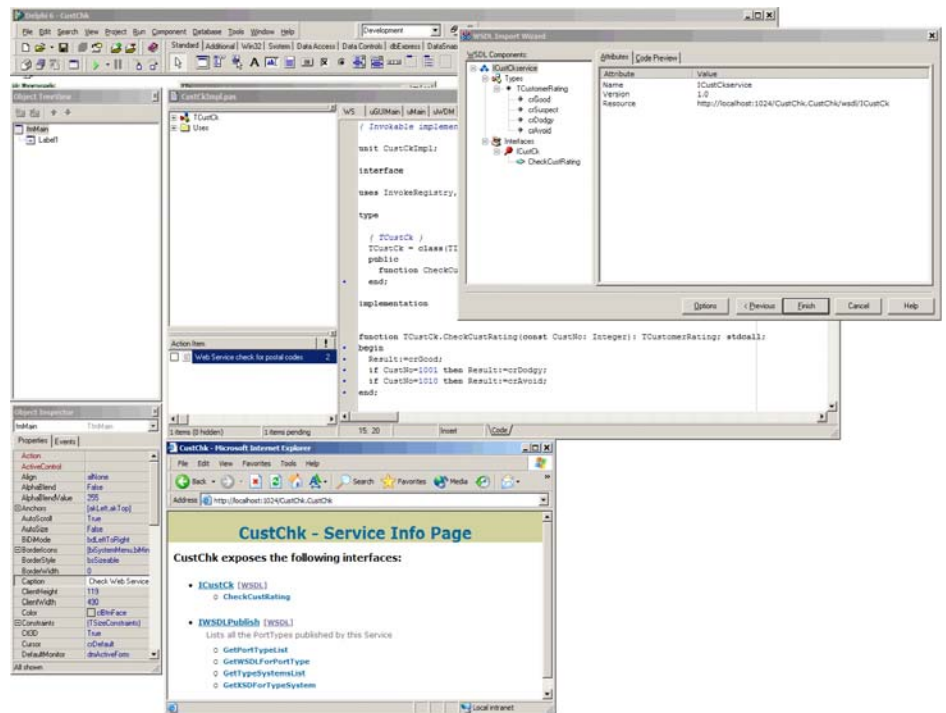 Delphi 6 - CustChk
File Edit Search View Project Run Component Database Tools Window Help
Development
Standard Additional Win32 System Data Access Data Controls dbExpress DataSnap
Object TreeView
frmMain
Label1
CustCkImpl.pas
TCustCk
Uses
WS uGUIMain uMain uWDM
{ Invokable implemen
unit CustCkImpl;
interface
uses InvokeRegistry,
type
{ TCustCk }
TCustCk = class(TI
public
function CheckCu
end;
implementation
function TCustCk.CheckCustRating(const CustNo: Integer): TCustomerRating; stdcall;
begin
Result:=crGood;
if CustNo=1001 then Result:=crDodgy;
if CustNo=1010 then Result:=crAvoid;
end;
Action Item !
Web Service check for postal codes 2
1 items (0 hidden) 1 items pending
15: 20 Insert Code
WSDL Import Wizard
WSDL Components:
ICustCkservice
Types
TCustomerRating
crGood
crSuspect
crDodgy
crAvoid
Interfaces
ICustCk
CheckCustRating
Attributes Code Preview
Attribute Value
Name ICustCkservice
Version 1.0
Resource http://localhost:1024/CustChk.CustChk/wsdl/ICustCk
Options < Previous Finish Cancel Help
Object Inspector
frmMain TfrmMain
Properties Events
Action
ActiveControl
Align alNone
AlphaBlend False
AlphaBlendValue 255
Anchors [akLeft,akTop]
AutoScroll True
AutoSize False
BiDiMode bdLeftToRight
BorderIcons [biSystemMenu,biMin
BorderStyle bsSizeable
BorderWidth 0
Caption Check Web Service
ClientHeight 119
ClientWidth 490
Color clBtnFace
Constraints (TSizeConstraints)
Ctl3D True
Cursor crDefault
DefaultMonitor dmActiveForm
All shown
CustChk - Microsoft Internet Explorer
File Edit View Favorites Tools Help
Back Search Favorites Media
Address http://localhost:1024/CustChk.CustChk
CustChk - Service Info Page
CustChk exposes the following interfaces:
ICustCk [WSDL]
CheckCustRating
IWSDLPublish [WSDL]
Lists all the PortTypes published by this Service
GetPortTypeList
GetWSDLForPortType
GetTypeSystemsList
GetXSDForTypeSystem
Local intranet